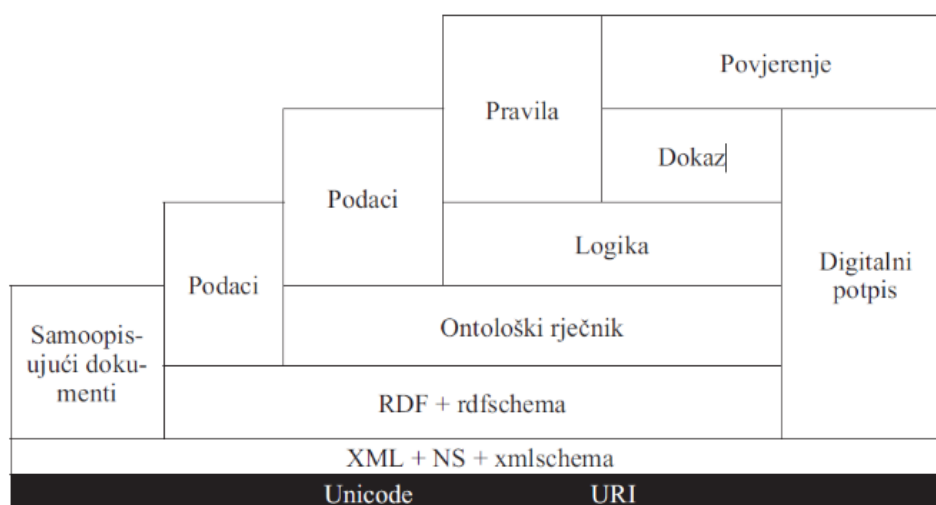 Povjerenje
Pravila
Dokaz
Podaci
Logika
Digitalni
potpis
Podaci
Ontološki rječnik
Samoopis-
ujući doku-
menti
RDF + rdfschema
XML + NS + xmlschema
Unicode URI